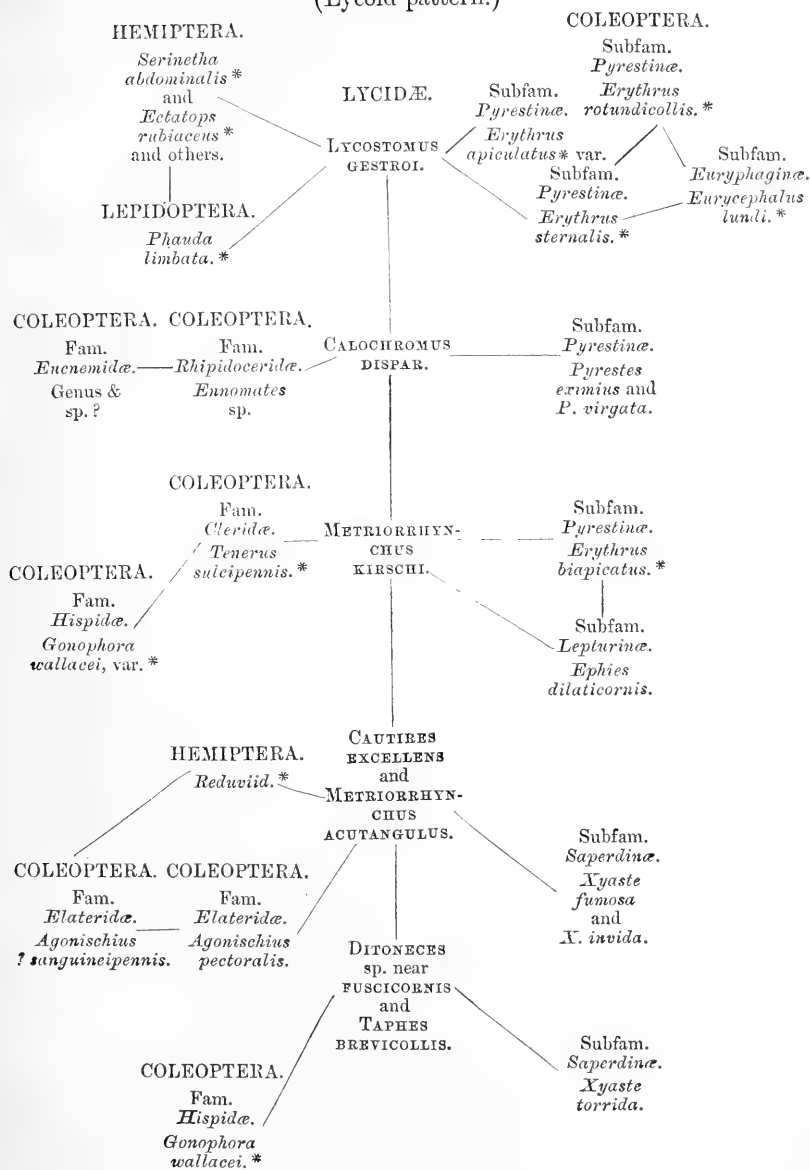 (Lycoid pattern.)
HEMIPTERA.
Serinetha
abdominalis *
and
Ectatops
rubiaceus *
and others.
LEPIDOPTERA.
Phauda
limbata. *
LYCIDÆ.
LYCOSTOMUS
GESTROI.
Subfam.
Pyrestinæ.
Erythrus
apiculatus * var.
COLEOPTERA.
Subfam.
Pyrestinæ.
Erythrus
rotundicollis. *
Subfam.
Pyrestinæ.
Erythrus
sternalis. *
Subfam.
Euryphaginæ.
Eurycephalus
lundi. *
COLEOPTERA.
Fam.
Eucnemidæ.
Genus &
sp. ?
COLEOPTERA.
Fam.
Rhipidoceridæ.
Ennomates
sp.
CALOCHROMUS
DISPAR.
Subfam.
Pyrestinæ.
Pyrestes
eximius and
P. virgata.
COLEOPTERA.
Fam.
Cleridæ.
Tenerus
sulcipennis. *
COLEOPTERA.
Fam.
Hispidæ.
Gonophora
wallacei, var. *
METRIORRHYN-
CHUS
KIRSCHI.
Subfam.
Pyrestinæ.
Erythrus
biapicatus. *
Subfam.
Lepturinæ.
Ephies
dilaticornis.
HEMIPTERA.
Reduviid. *
CAUTIRES
EXCELLENS
and
METRIORRHYN-
CHUS
ACUTANGULUS.
COLEOPTERA.
Fam.
Elateridæ.
Agonischius
? sanguineipennis.
COLEOPTERA.
Fam.
Elateridæ.
Agonischius
pectoralis.
Subfam.
Saperdinæ.
Xyaste
fumosa
and
X. invida.
DITONECES
sp. near
FUSCICORNIS
and
TAPHES
BREVICOLLIS.
COLEOPTERA.
Fam.
Hispidæ.
Gonophora
wallacei. *
Subfam.
Saperdinæ.
Xyaste
torrida.